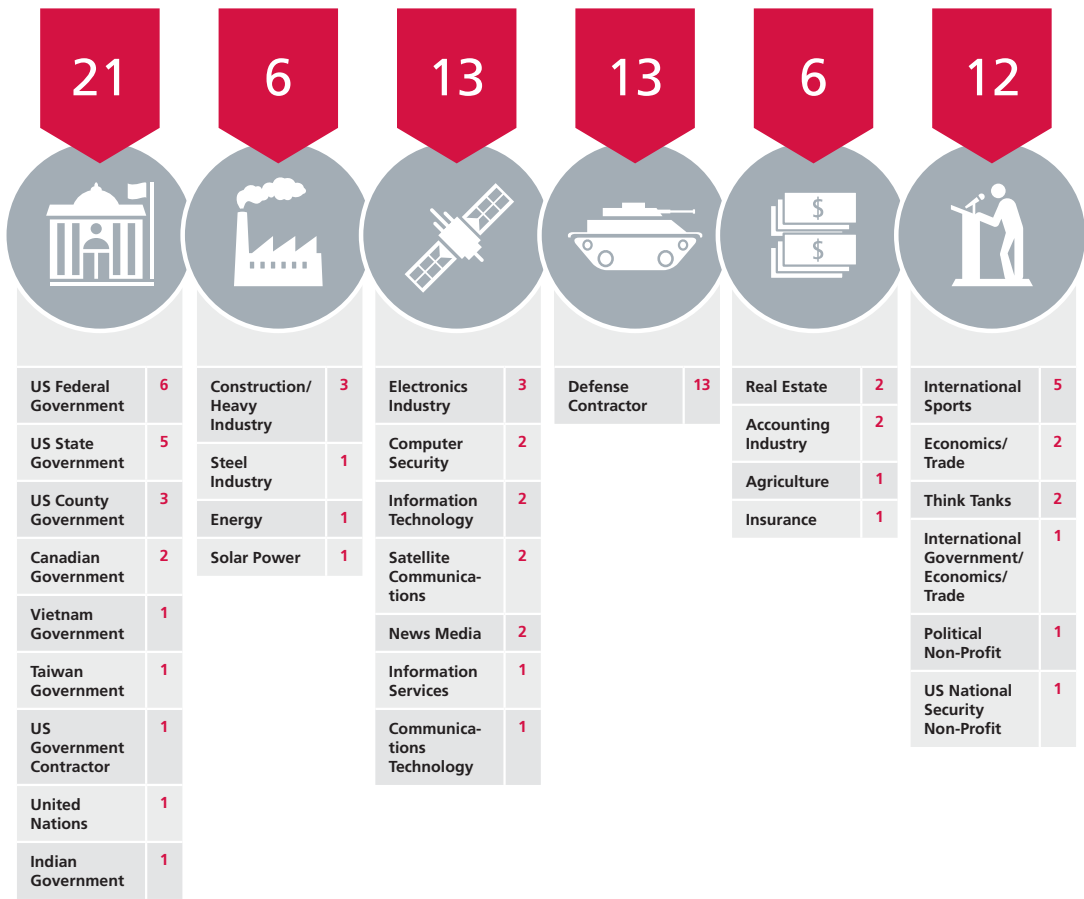 21
6
13
13
6
12
$
$
US Federal
Government
6
US State
Government
5
US County
Government
3
Canadian
Government
2
Vietnam
Government
1
Taiwan
Government
1
US
Government
Contractor
1
United
Nations
1
Indian
Government
1
Construction/
Heavy
Industry
3
Steel
Industry
1
Energy
1
Solar Power
1
Electronics
Industry
3
Computer
Security
2
Information
Technology
2
Satellite
Communica-
tions
2
News Media
2
Information
Services
1
Communica-
tions
Technology
1
Defense
Contractor
13
Real Estate
2
Accounting
Industry
2
Agriculture
1
Insurance
1
International
Sports
5
Economics/
Trade
2
Think Tanks
2
International
Government/
Economics/
Trade
1
Political
Non-Profit
1
US National
Security
Non-Profit
1